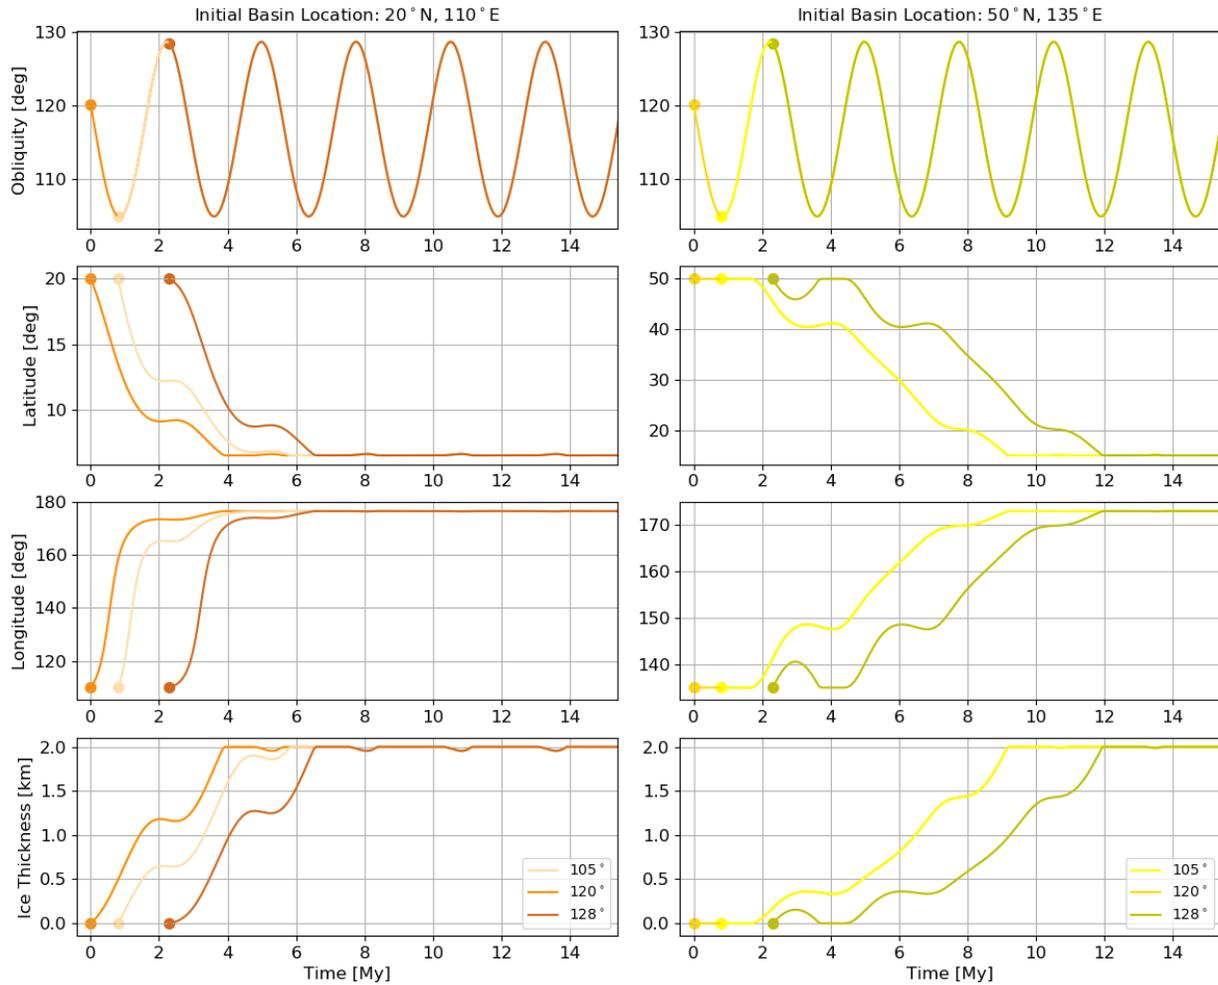 Initial Basin Location: 20°N, 110°E
Initial Basin Location: 50°N, 135°E
Obliquity [deg]
130
120
110
0 2 4 6 8 10 12 14
130
120
110
0 2 4 6 8 10 12 14
Latitude [deg]
20
15
10
0 2 4 6 8 10 12 14
50
40
30
20
0 2 4 6 8 10 12 14
Longitude [deg]
180
160
140
120
0 2 4 6 8 10 12 14
170
160
150
140
0 2 4 6 8 10 12 14
Ice Thickness [km]
2.0
1.5
1.0
0.5
0.0
105°
120°
128°
0 2 4 6 8 10 12 14
Time [My]
2.0
1.5
1.0
0.5
0.0
105°
120°
128°
0 2 4 6 8 10 12 14
Time [My]